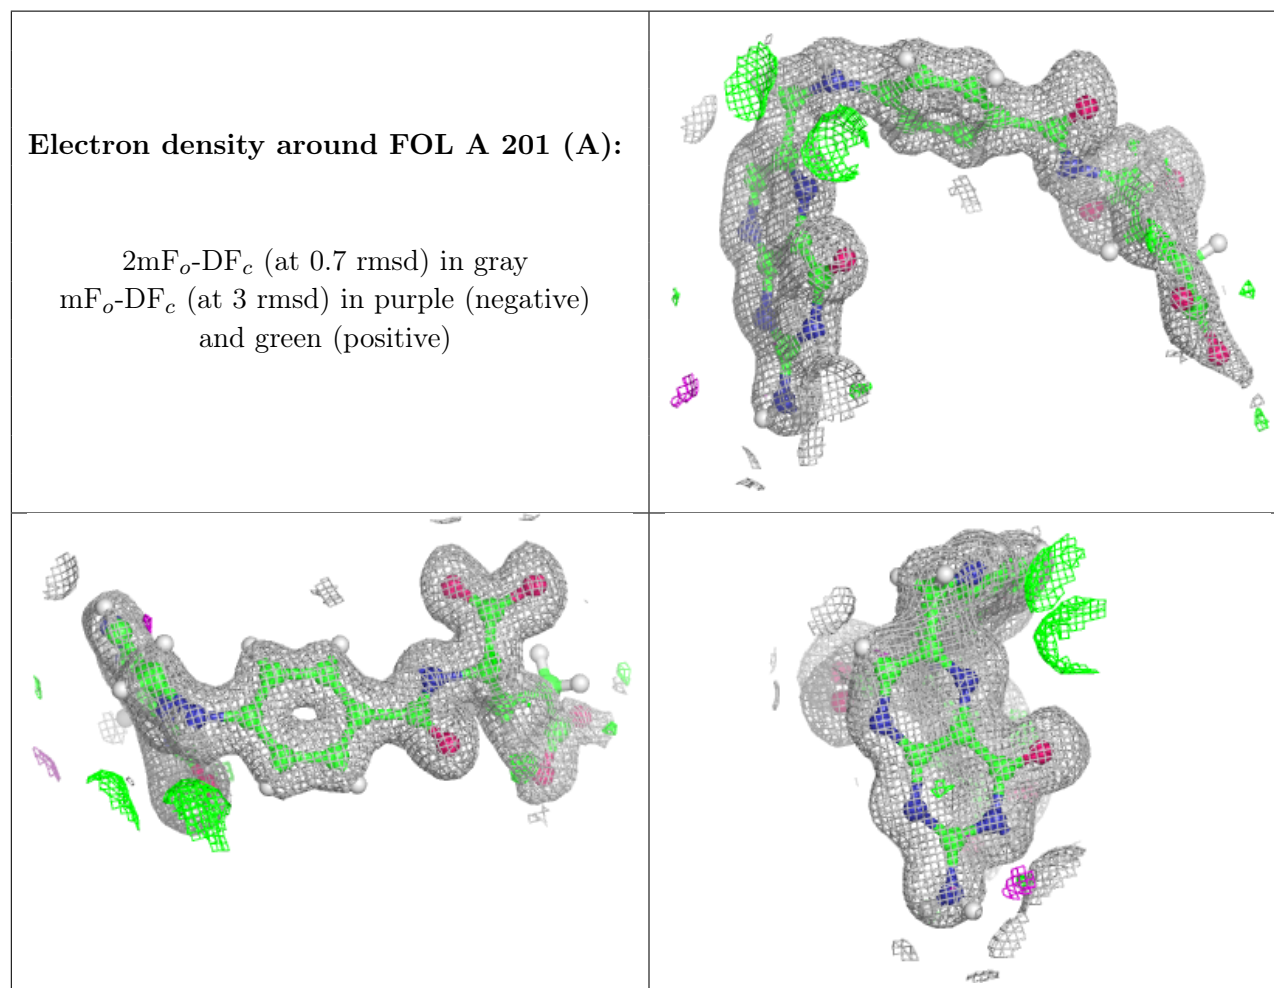 Electron density around FOL A 201 (A):
2mFo-DFc (at 0.7 rmsd) in gray
mFo-DFc (at 3 rmsd) in purple (negative)
and green (positive)